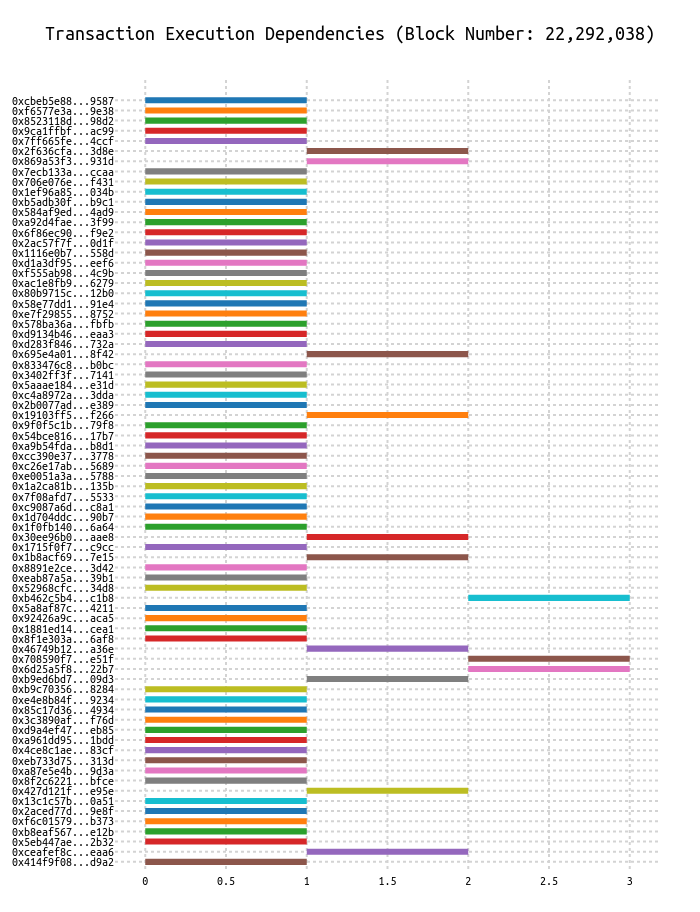 Transaction Execution Dependencies (Block Number: 22,292,038)
0xcbeb5e88...9587
0xf6577e3a...9e38
0x8523118d...98d2
0x9ca1ffbf...ac99
0x7ff665fe...4ccf
0x2f636cfa...3d8e
0x869a53f3...931d
0x7ecb133a...ccaa
0x706e076e...f431
0x1ef96a85...034b
0xb5adb30f...b9c1
0x584af9ed...4ad9
0xa92d4fae...3f99
0x6f86ec90...f9e2
0x2ac57f7f...0d1f
0x1116e0b7...558d
0xd1a3df95...eef6
0xf555ab98...4c9b
0xac1e8fb9...6279
0x80b9715c...12b0
0x58e77dd1...91e4
0xe7f29855...8752
0x578ba36a...fbfb
0xd9134b46...eaa3
0xd283f846...732a
0x695e4a01...8f42
0x833476c8...b0bc
0x3402ff3f...7141
0x5aaae184...e31d
0xc4a8972a...3dda
0x2b0077ad...e389
0x19103ff5...f266
0x9f0f5c1b...79f8
0x54bce816...17b7
0xa9b54fda...b8d1
0xcc390e37...3778
0xc26e17ab...5689
0xe0051a3a...5788
0x1a2ca81b...135b
0x7f08afd7...5533
0xc9087a6d...c8a1
0x1d704ddc...90b7
0x1f0fb140...6a64
0x30ee96b0...aae8
0x1715f0f7...c9cc
0x1b8acf69...7e15
0x8891e2ce...3d42
0xeab87a5a...39b1
0x52968cfc...34d8
0xb462c5b4...c1b8
0x5a8af87c...4211
0x92426a9c...aca5
0x1881ed14...cea1
0x8f1e303a...6af8
0x46749b12...a36e
0x708590f7...e51f
0x6d25a5f8...22b7
0xb9ed6bd7...09d3
0xb9c70356...8284
0xe4e8b84f...9234
0x85c17d36...4934
0x3c3890af...f76d
0xd9a4ef47...eb85
0xa961dd95...1bdd
0x4ce8c1ae...83cf
0xeb733d75...313d
0xa87e5e4b...9d3a
0x8f2c6221...bfce
0x427d121f...e95e
0x13c1c57b...0a51
0x2aced77d...9e8f
0xf6c01579...b373
0xb8eaf567...e12b
0x5eb447ae...2b32
0xceafef8c...eaa6
0x414f9f08...d9a2
0 0.5 1 1.5 2 2.5 3